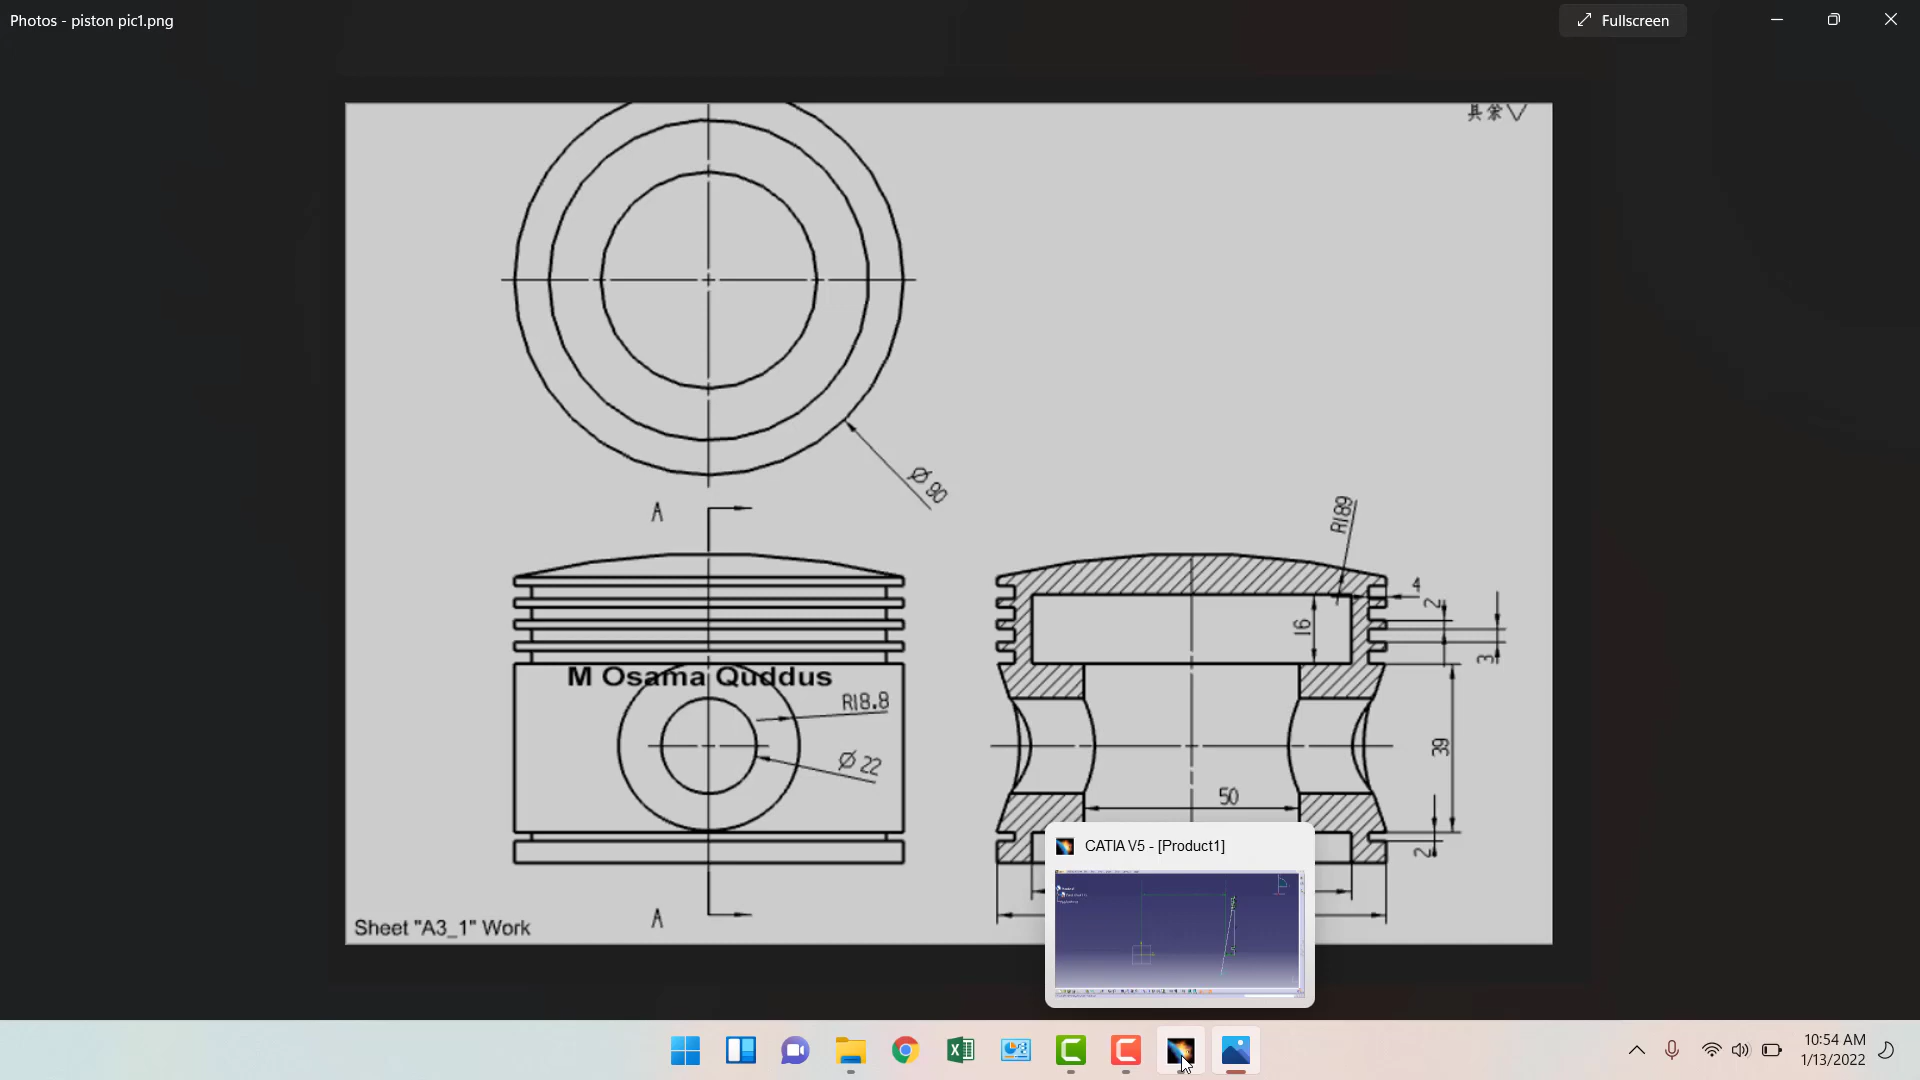 Photos - piston pic1.png
Fullscreen
Ø 90
A
R189
4
2
16
3
M Osama Quddus
R18.8
Ø 22
39
50
2
CATIA V5 - [Product1]
A
Sheet "A3_1" Work
10:54 AM
1/13/2022